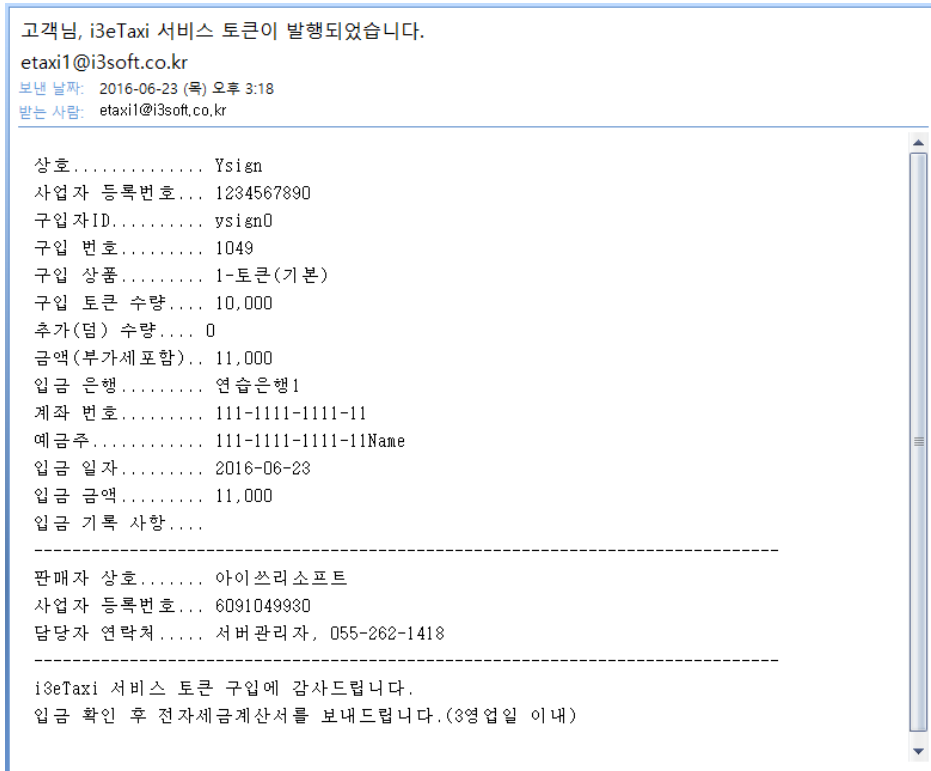 고객님, i3eTaxi 서비스 토큰이 발행되었습니다.
etaxi1@i3soft.co.kr
보낸 날짜: 2016-06-23 (목) 오후 3:18
받는 사람: etaxi1@i3soft.co.kr
상호.............. Ysign
사업자 등록번호... 1234567890
구입자ID.......... ysign0
구입 번호......... 1049
구입 상품......... 1-토큰(기본)
구입 토큰 수량.... 10,000
추가(덤) 수량.... 0
금액(부가세포함).. 11,000
입금 은행......... 연습은행1
계좌 번호......... 111-1111-1111-11
예금주............ 111-1111-1111-11Name
입금 일자......... 2016-06-23
입금 금액......... 11,000
입금 기록 사항....
------------------------------------------------------------------------------
판매자 상호....... 아이쓰리소프트
사업자 등록번호... 6091049930
담당자 연락처..... 서버관리자, 055-262-1418
------------------------------------------------------------------------------
i3eTaxi 서비스 토큰 구입에 감사드립니다.
입금 확인 후 전자세금계산서를 보내드립니다.(3영업일 이내)